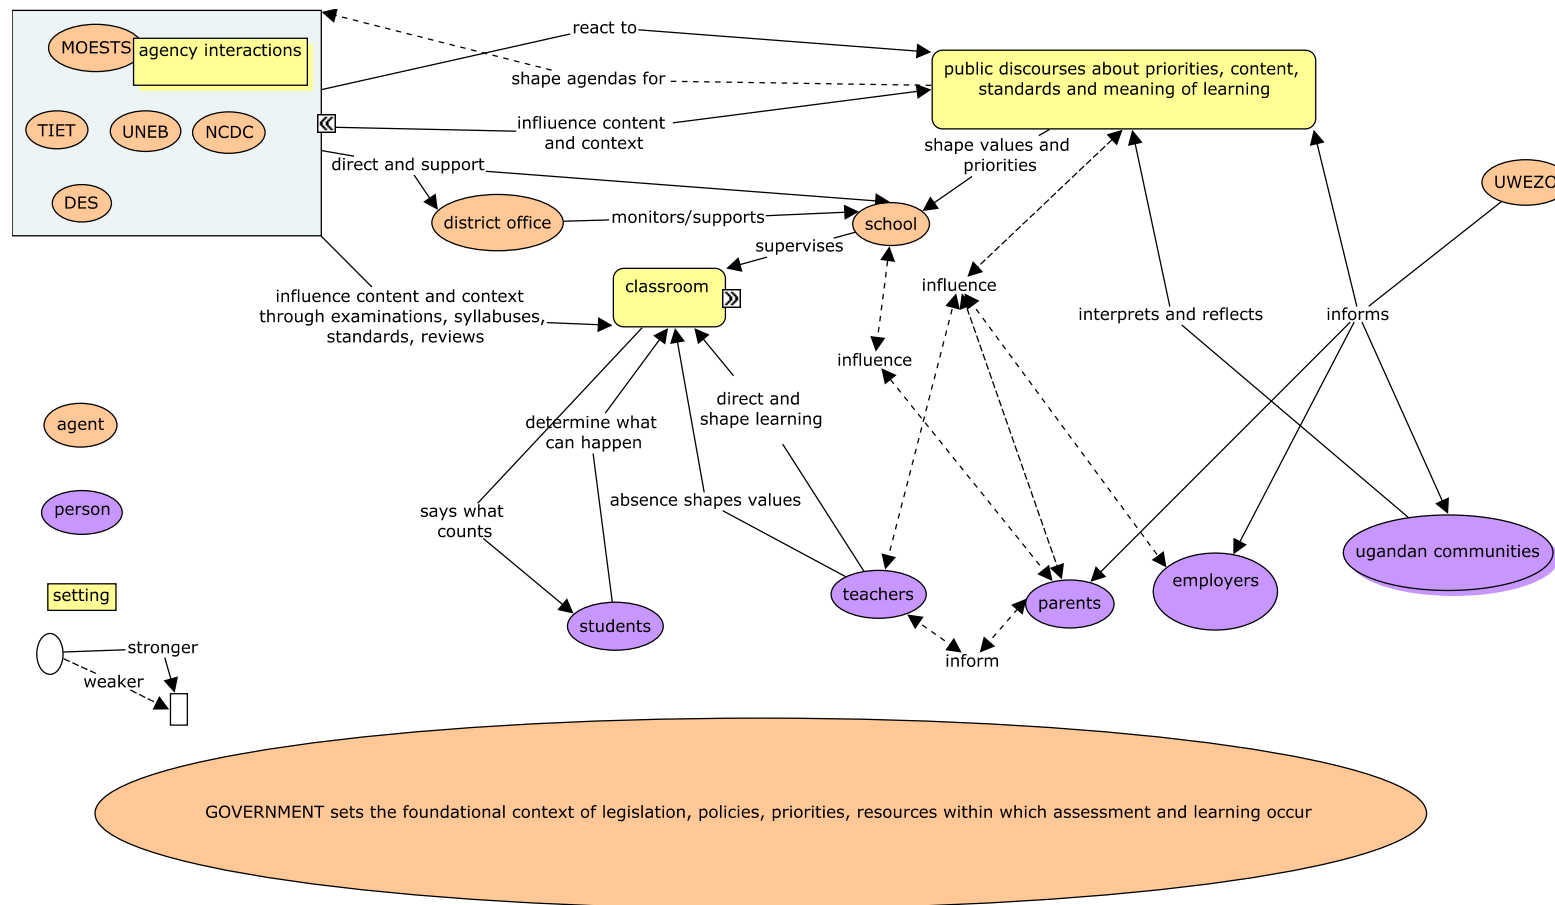 MOESTS
agency interactions
TIET
UNEB
NCDC
DES
react to
shape agendas for
infliuence content
and context
direct and support
public discourses about priorities, content,
standards and meaning of learning
shape values and
priorities
UWEZO
district office
monitors/supports
school
supervises
classroom
influence content and context
through examinations, syllabuses,
standards, reviews
influence
interprets and reflects
informs
influence
direct and
shape learning
determine what
can happen
absence shapes values
says what
counts
agent
person
setting
stronger
weaker
students
teachers
parents
employers
ugandan communities
inform
GOVERNMENT sets the foundational context of legislation, policies, priorities, resources within which assessment and learning occur